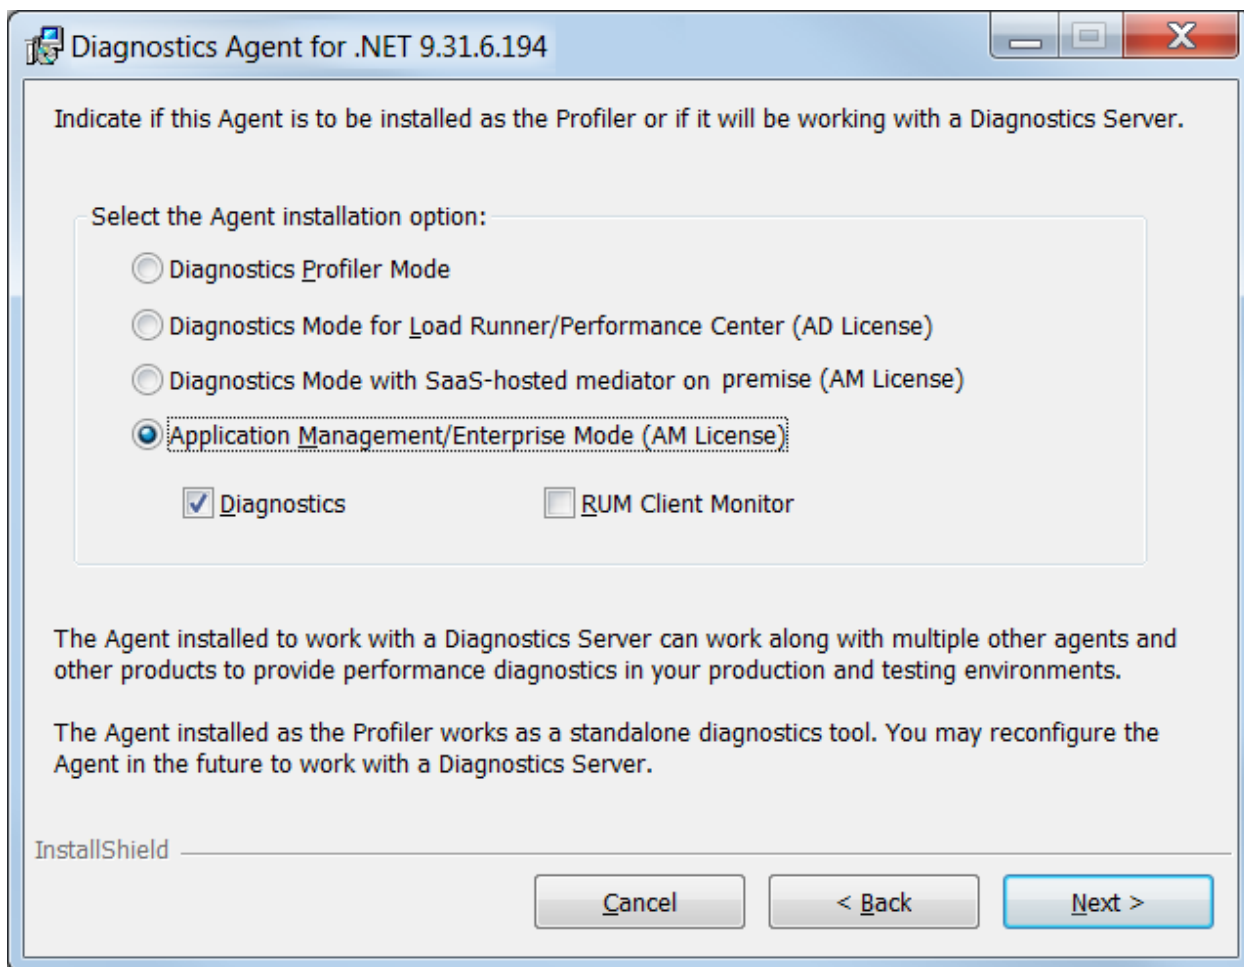 Diagnostics Agent for .NET 9.31.6.194
Indicate if this Agent is to be installed as the Profiler or if it will be working with a Diagnostics Server.
Select the Agent installation option:
Diagnostics Profiler Mode
Diagnostics Mode for Load Runner/Performance Center (AD License)
Diagnostics Mode with SaaS-hosted mediator on premise (AM License)
Application Management/Enterprise Mode (AM License)
Diagnostics RUM Client Monitor
The Agent installed to work with a Diagnostics Server can work along with multiple other agents and
other products to provide performance diagnostics in your production and testing environments.
The Agent installed as the Profiler works as a standalone diagnostics tool. You may reconfigure the
Agent in the future to work with a Diagnostics Server.
InstallShield
Cancel < Back Next >